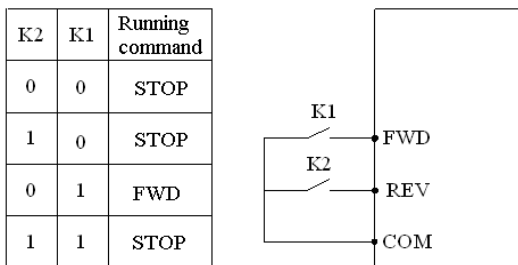 K2 K1 Running command
0 0 STOP
1 0 STOP
0 1 FWD
1 1 STOP
K1
FWD
K2
REV
COM